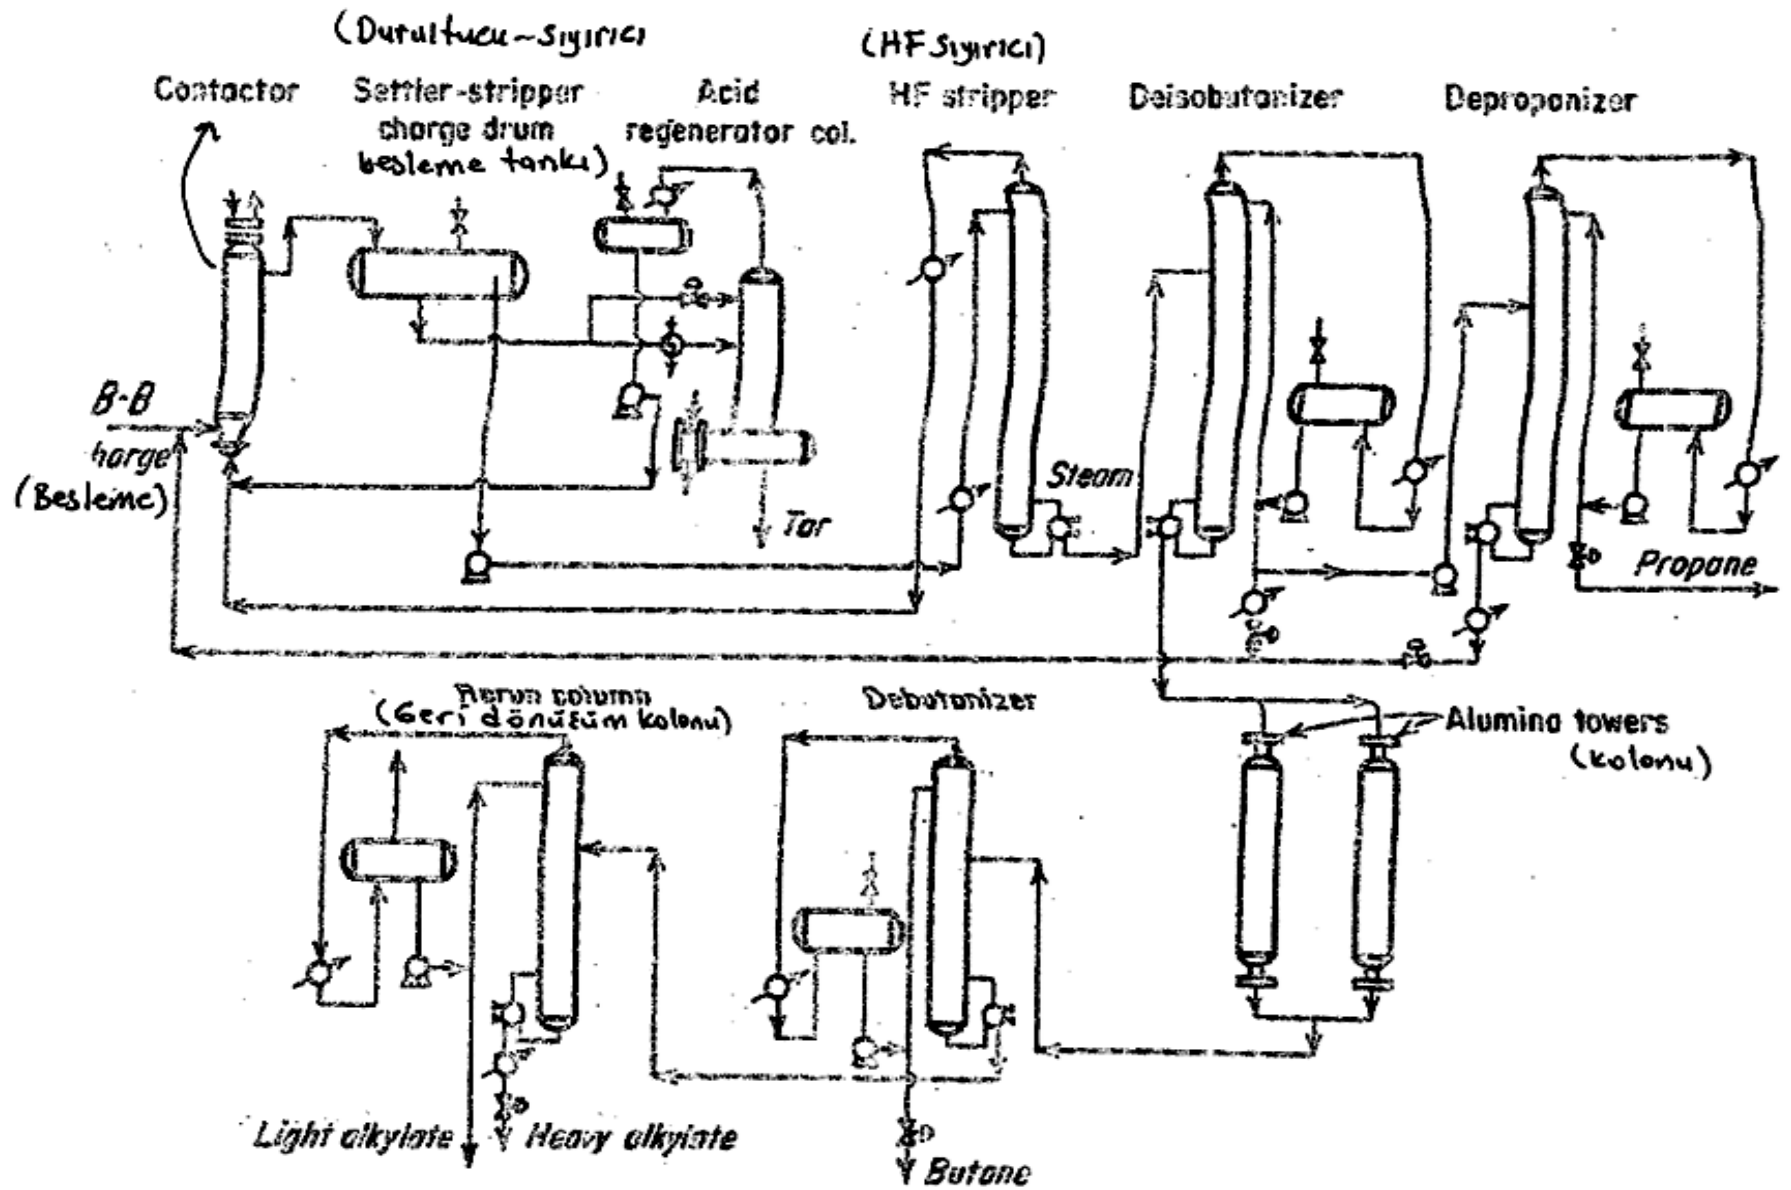 (Durultucu-sıyırıcı
(HF sıyırıcı)
Contactor
Settler-stripper
charge drum
besleme tankı)
Acid
regenerator col.
HF stripper
Deisobutanizer
Depropanizer
B-B
harge
(Besleme)
Tar
Steam
Propane
Rerun column
(Geri dönüşüm kolonu)
Debutanizer
Alumina towers
(kolonu)
Light alkylate
Heavy alkylate
Butane